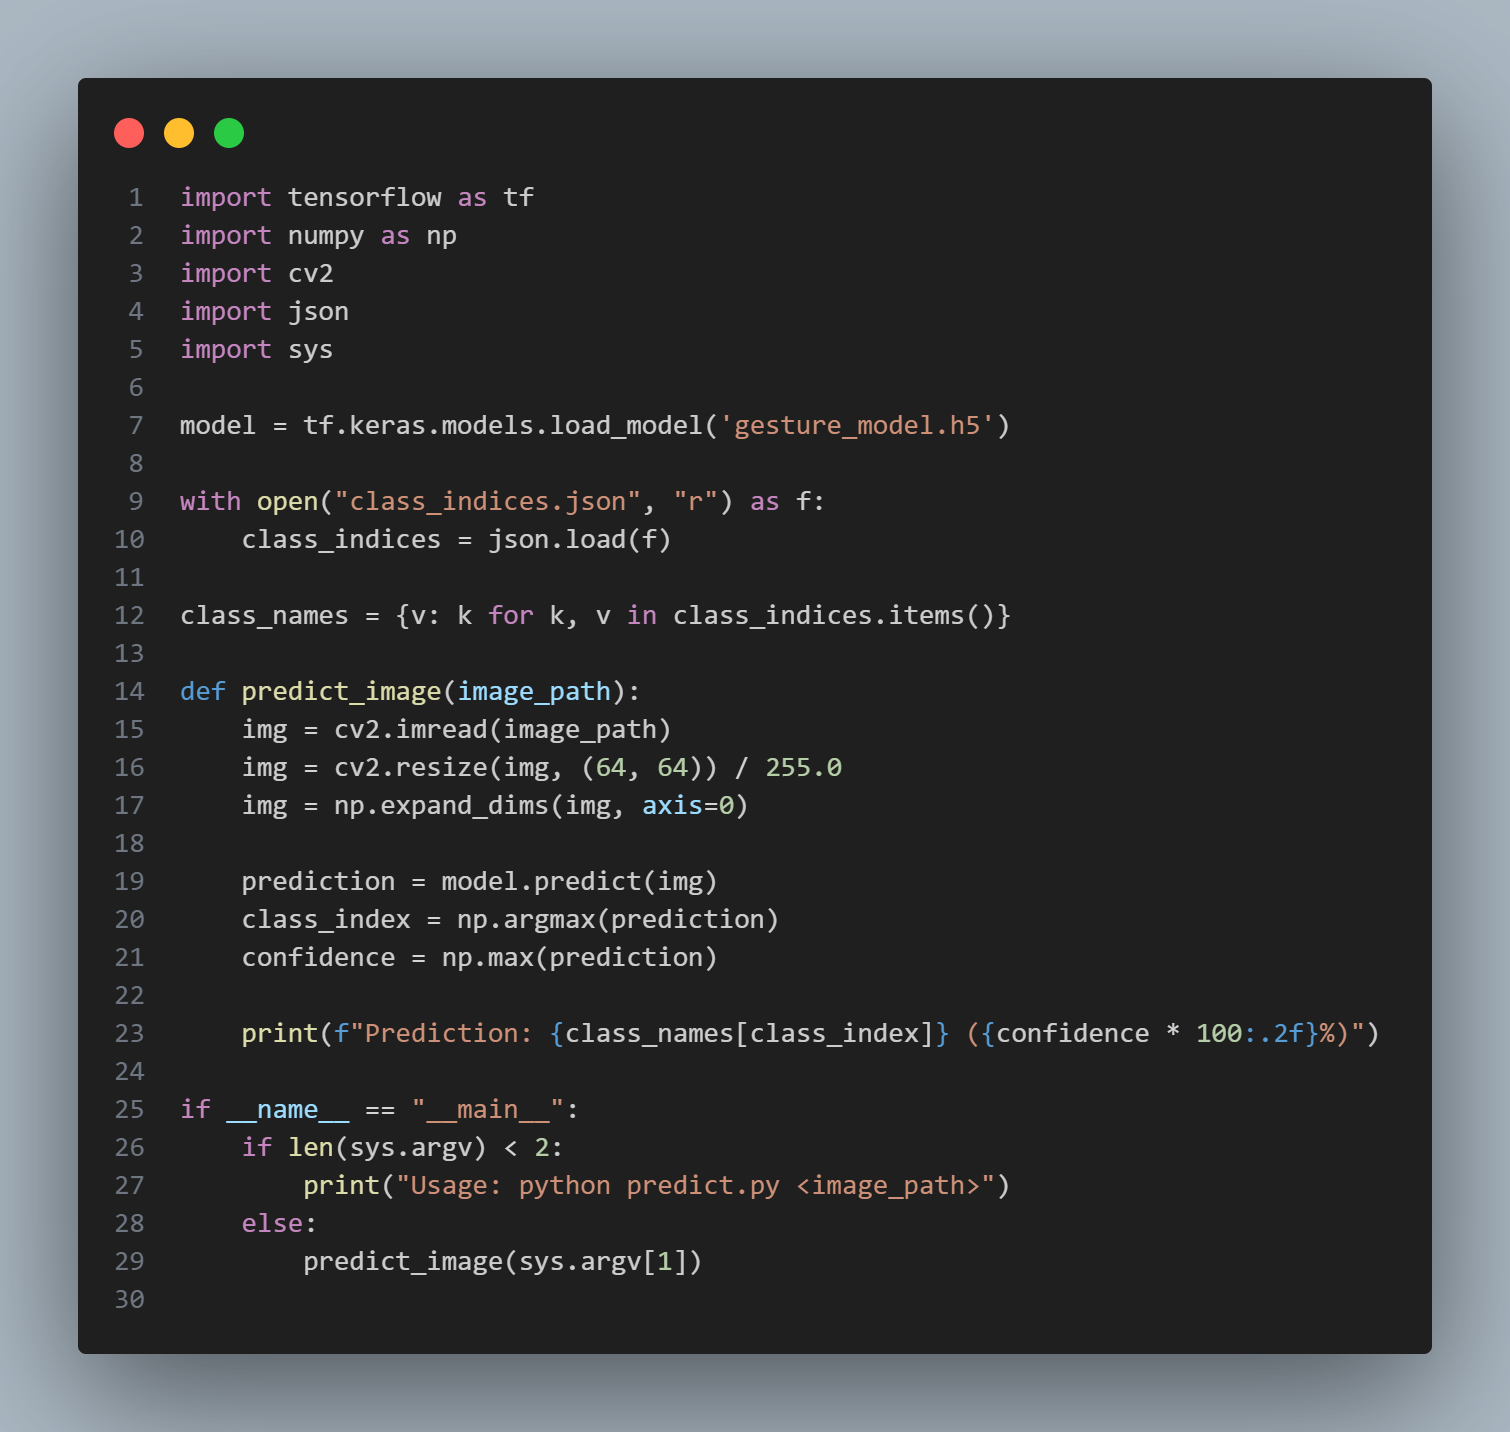 1 import tensorflow as tf
2 import numpy as np
3 import cv2
4 import json
5 import sys
6
7 model = tf.keras.models.load_model('gesture_model.h5')
8
9 with open("class_indices.json", "r") as f:
10     class_indices = json.load(f)
11
12 class_names = {v: k for k, v in class_indices.items()}
13
14 def predict_image(image_path):
15     img = cv2.imread(image_path)
16     img = cv2.resize(img, (64, 64)) / 255.0
17     img = np.expand_dims(img, axis=0)
18
19     prediction = model.predict(img)
20     class_index = np.argmax(prediction)
21     confidence = np.max(prediction)
22
23     print(f"Prediction: {class_names[class_index]} ({confidence * 100:.2f}%)")
24
25 if __name__ == "__main__":
26     if len(sys.argv) < 2:
27         print("Usage: python predict.py <image_path>")
28     else:
29         predict_image(sys.argv[1])
30